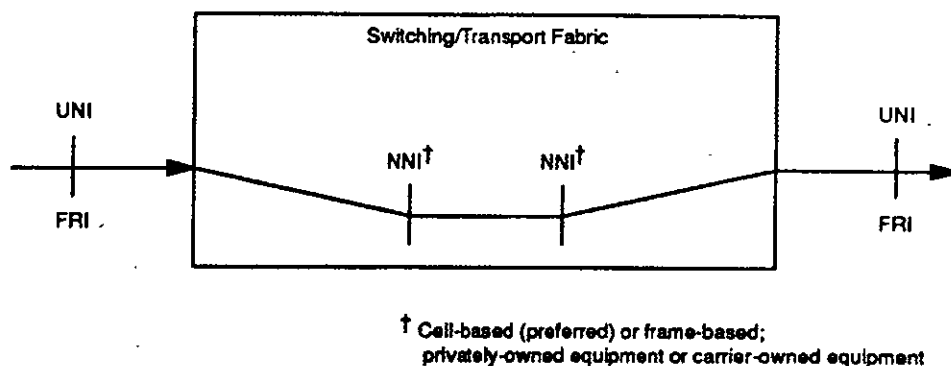 Switching/Transport Fabric
UNI
UNI
NNI†
NNI†
FRI
FRI
† Cell-based (preferred) or frame-based;
privately-owned equipment or carrier-owned equipment